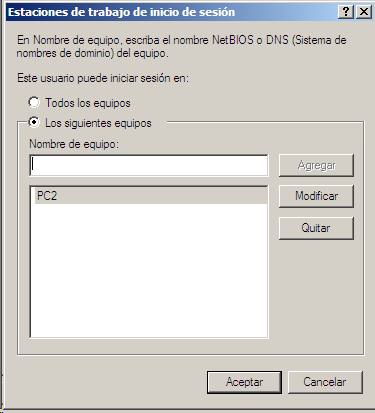 Estaciones de trabajo de inicio de sesión
En Nombre de equipo, escriba el nombre NetBIOS o DNS (Sistema de
nombres de dominio) del equipo.
Este usuario puede iniciar sesión en:
Todos los equipos
Los siguientes equipos
Nombre de equipo:
Agregar
PC2
Modificar
Quitar
Aceptar
Cancelar